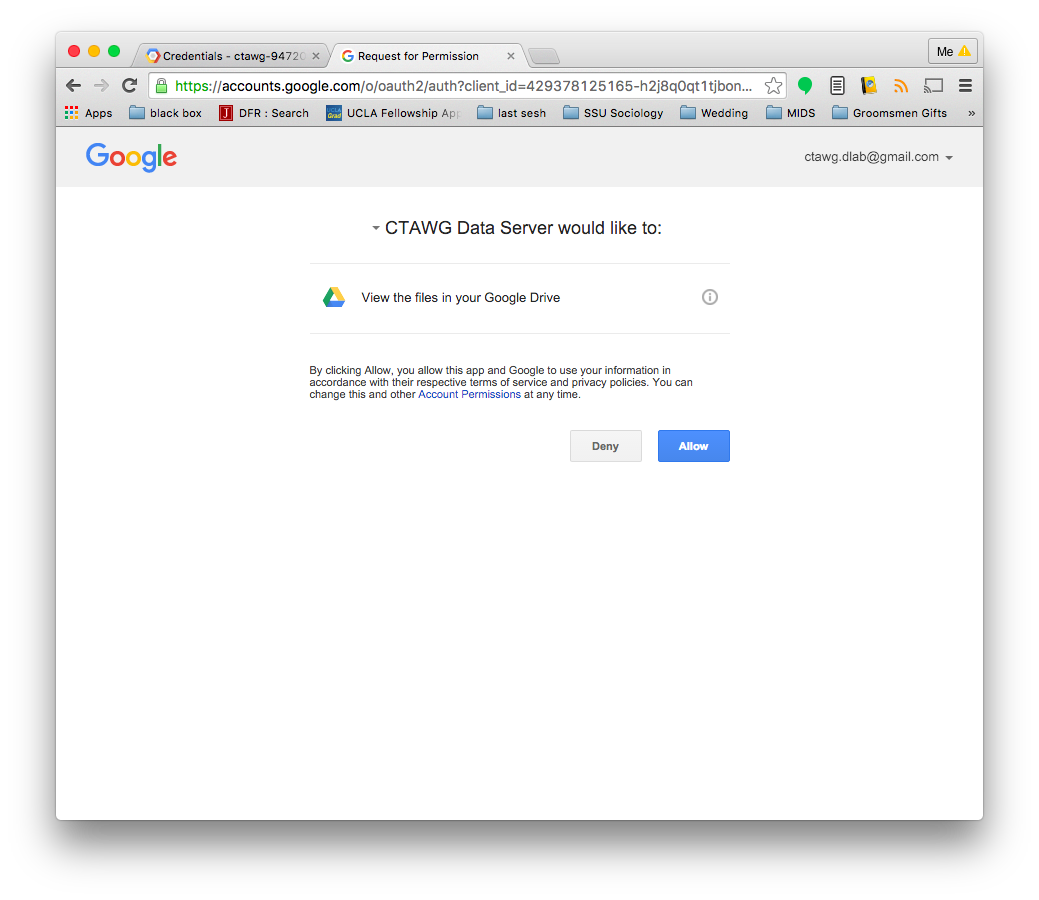 Credentials - ctawg-94720
Request for Permission
Me
https://accounts.google.com/o/oauth2/auth?client_id=429378125165-h2j8q0qt1tjbon...
Apps
black box
DFR : Search
UCLA Fellowship App
last sesh
SSU Sociology
Wedding
MIDS
Groomsmen Gifts
»
Google
ctawg.dlab@gmail.com
CTAWG Data Server would like to:
View the files in your Google Drive
By clicking Allow, you allow this app and Google to use your information in
accordance with their respective terms of service and privacy policies. You can
change this and other Account Permissions at any time.
Deny
Allow